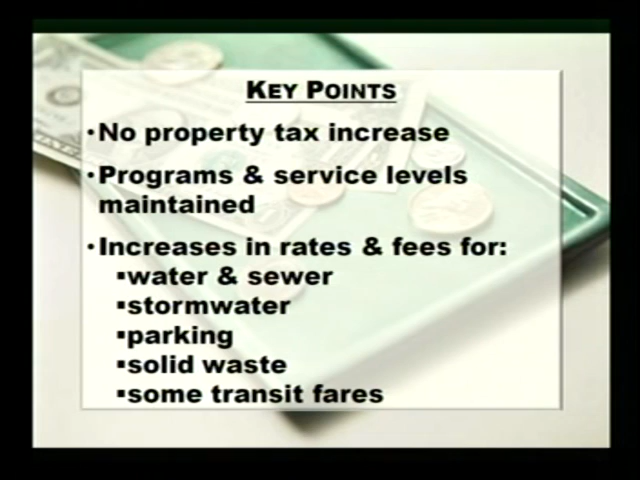 KEY POINTS
•No property tax increase
•Programs & service levels
maintained
•Increases in rates & fees for:
▪water & sewer
▪stormwater
▪parking
▪solid waste
▪some transit fares